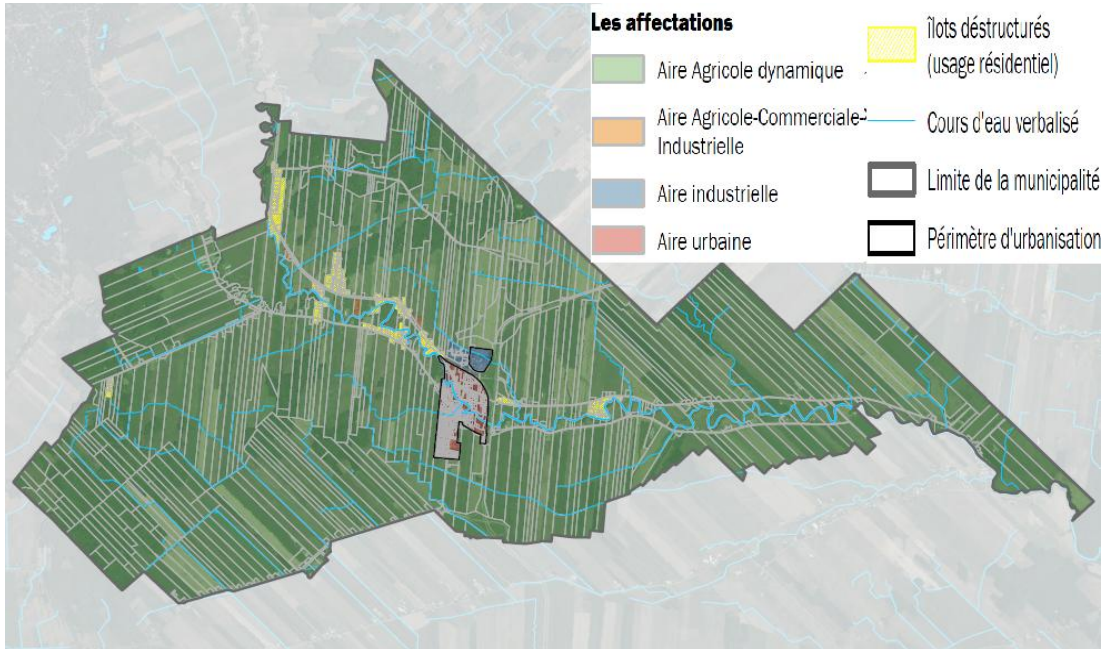 Les affectations
Aire Agricole dynamique
Aire Agricole-Commerciale-
Industrielle
Aire industrielle
Aire urbaine
îlots déstructurés
(usage résidentiel)
Cours d'eau verbalisé
Limite de la municipalité
Périmètre d'urbanisation